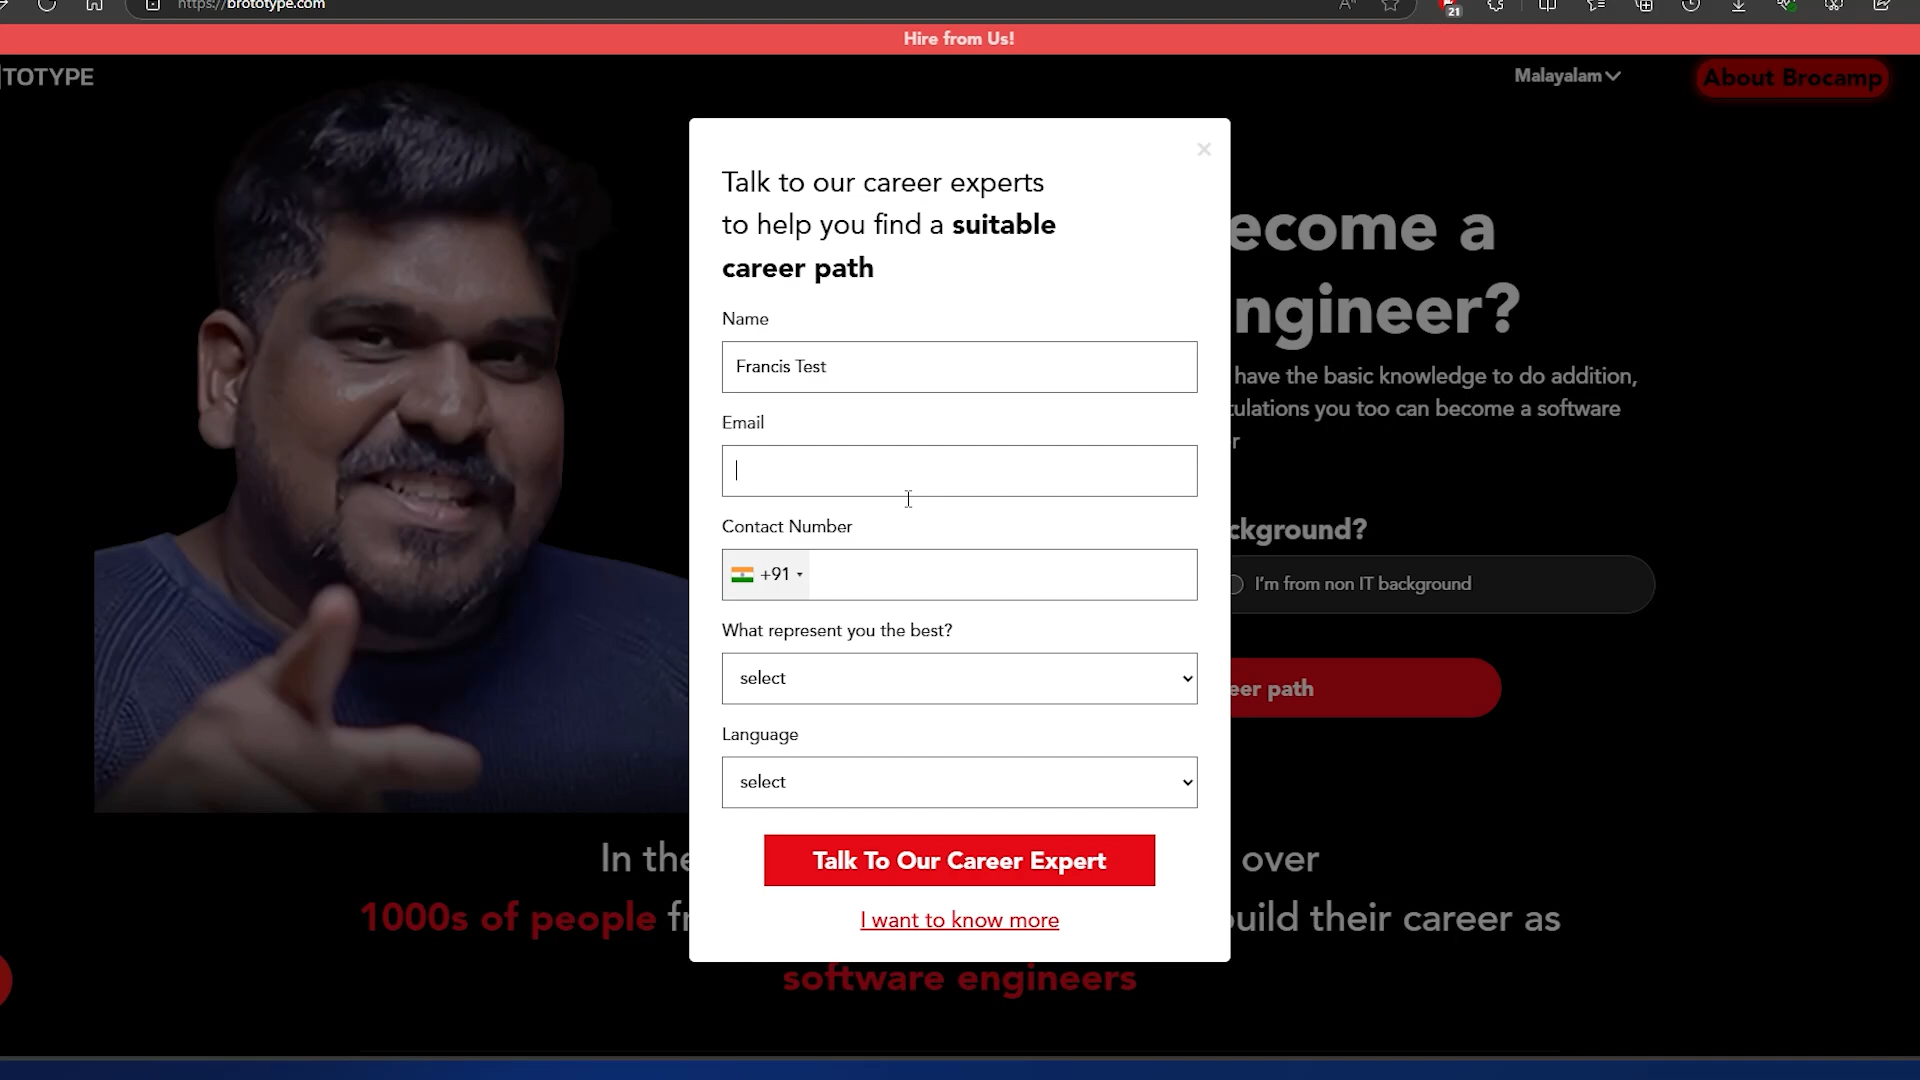 https://brototype.com
21
Hire from Us!
TOTYPE
Malayalam
About Brocamp
×
Talk to our career experts
to help you find a suitable
career path
Name
Francis Test
Email
Contact Number
+91
What represent you the best?
select
Language
select
Talk To Our Career Expert
I want to know more
ecome a
ngineer?
have the basic knowledge to do addition,
culations you too can become a software
r
ckground?
I'm from non IT background
eer path
In the over
1000s of people fr build their career as
software engineers